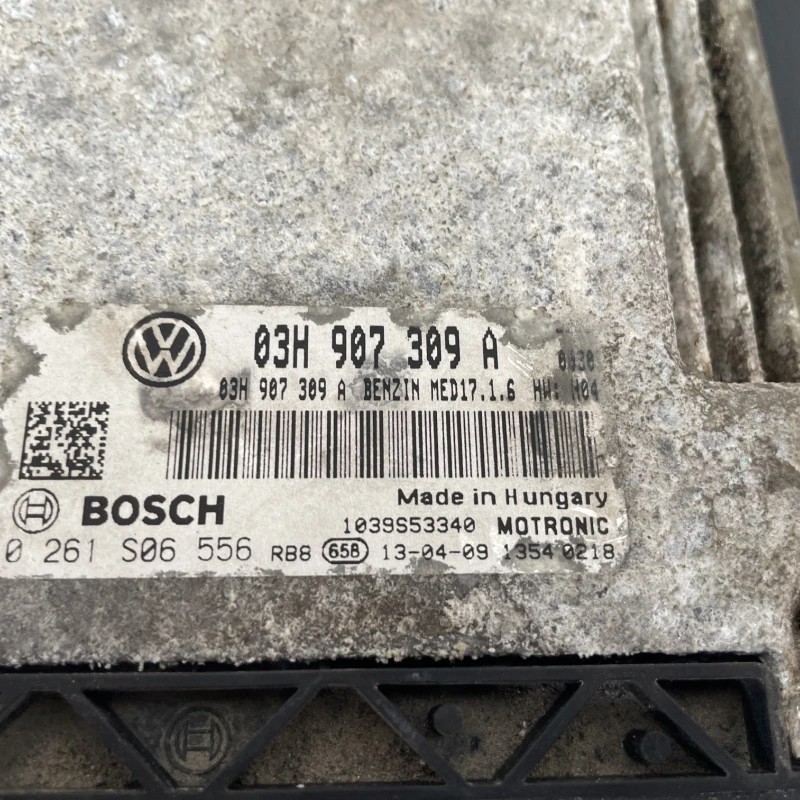 03H 907 309 A
03H 907 309 A BENZIN MED17.1.6 HW: H04
BOSCH
Made in Hungary
1039S53340 MOTRONIC
0 261 S06 556 RB8 658 13-04-09 1354 0218